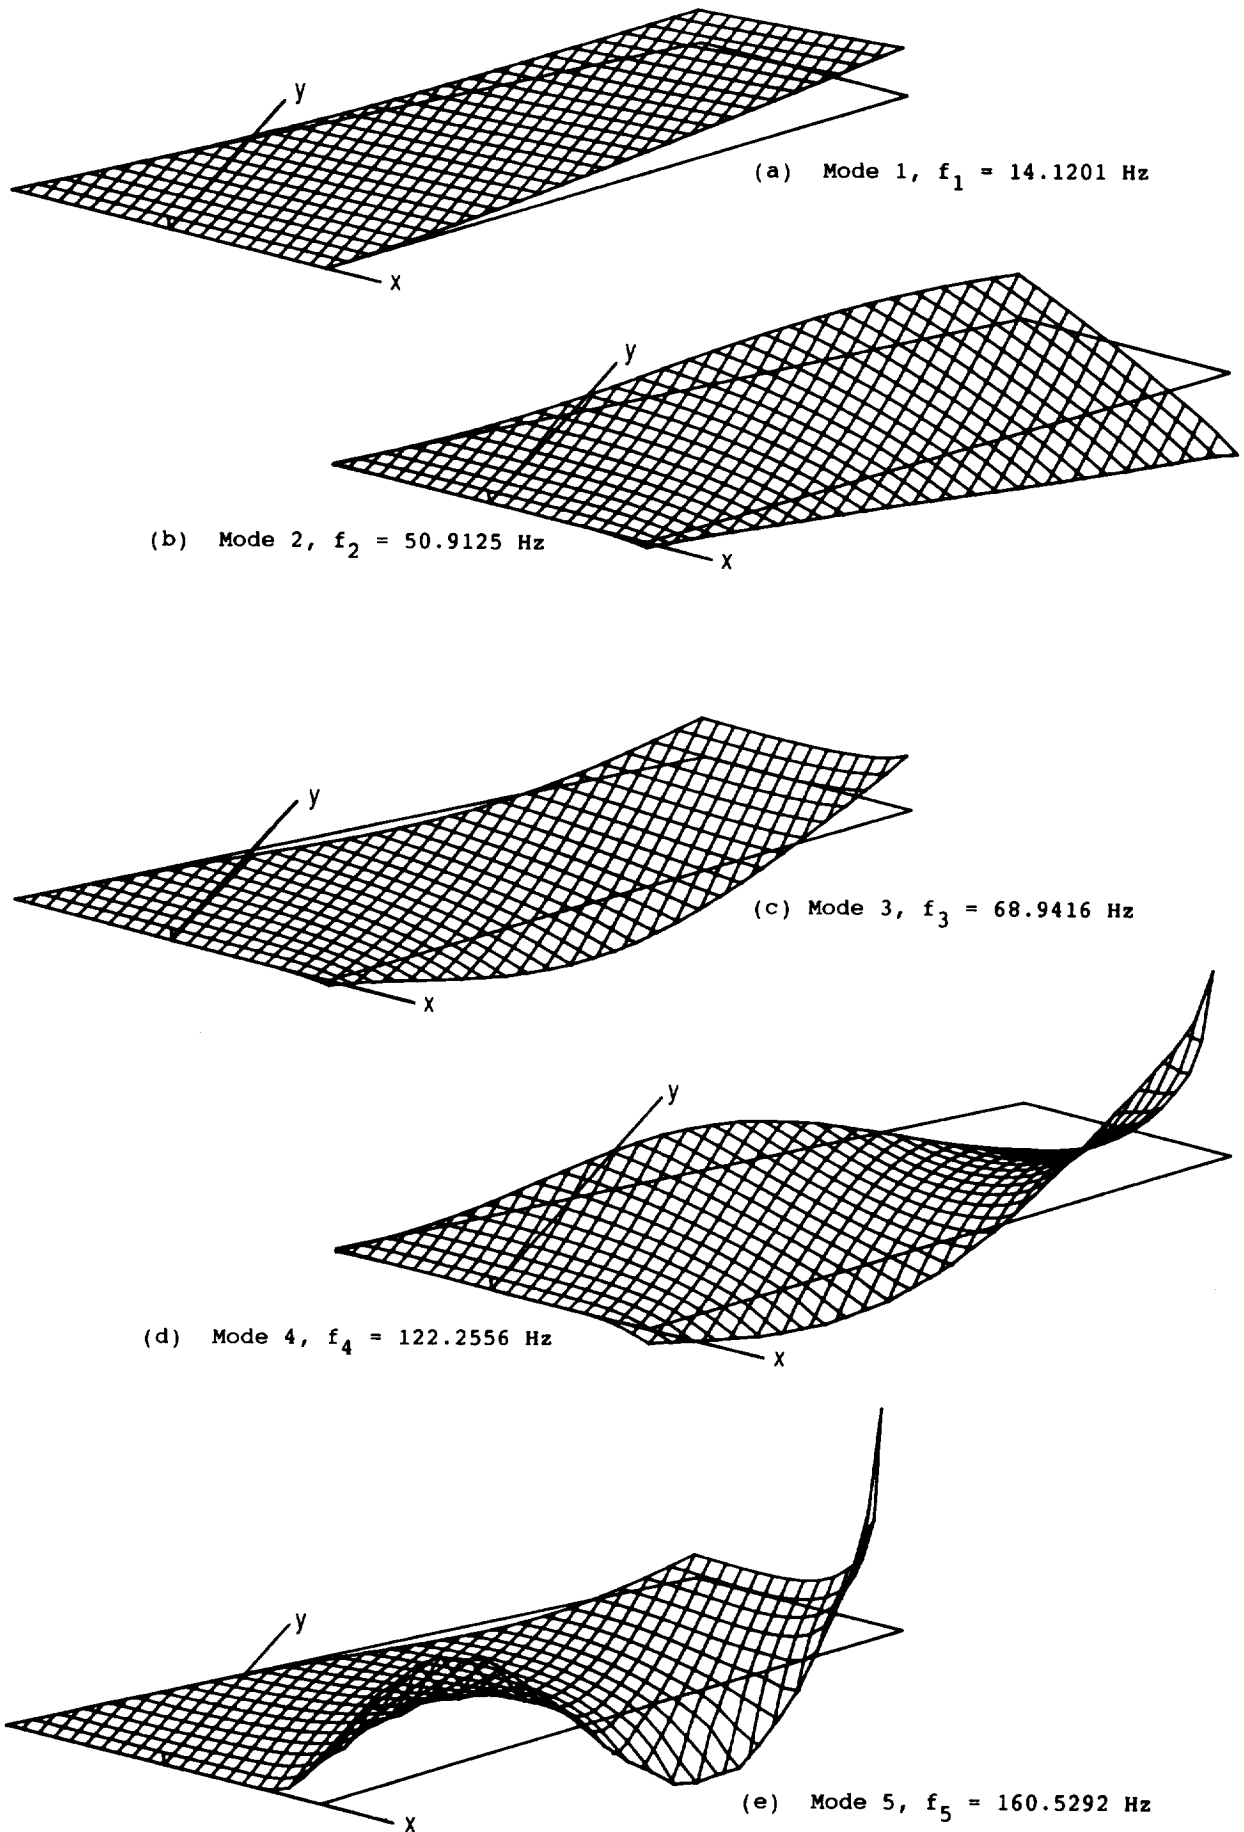 y
(a) Mode 1, f1 = 14.1201 Hz
x
y
(b) Mode 2, f2 = 50.9125 Hz
x
y
(c) Mode 3, f3 = 68.9416 Hz
x
y
(d) Mode 4, f4 = 122.2556 Hz
x
y
(e) Mode 5, f5 = 160.5292 Hz
x